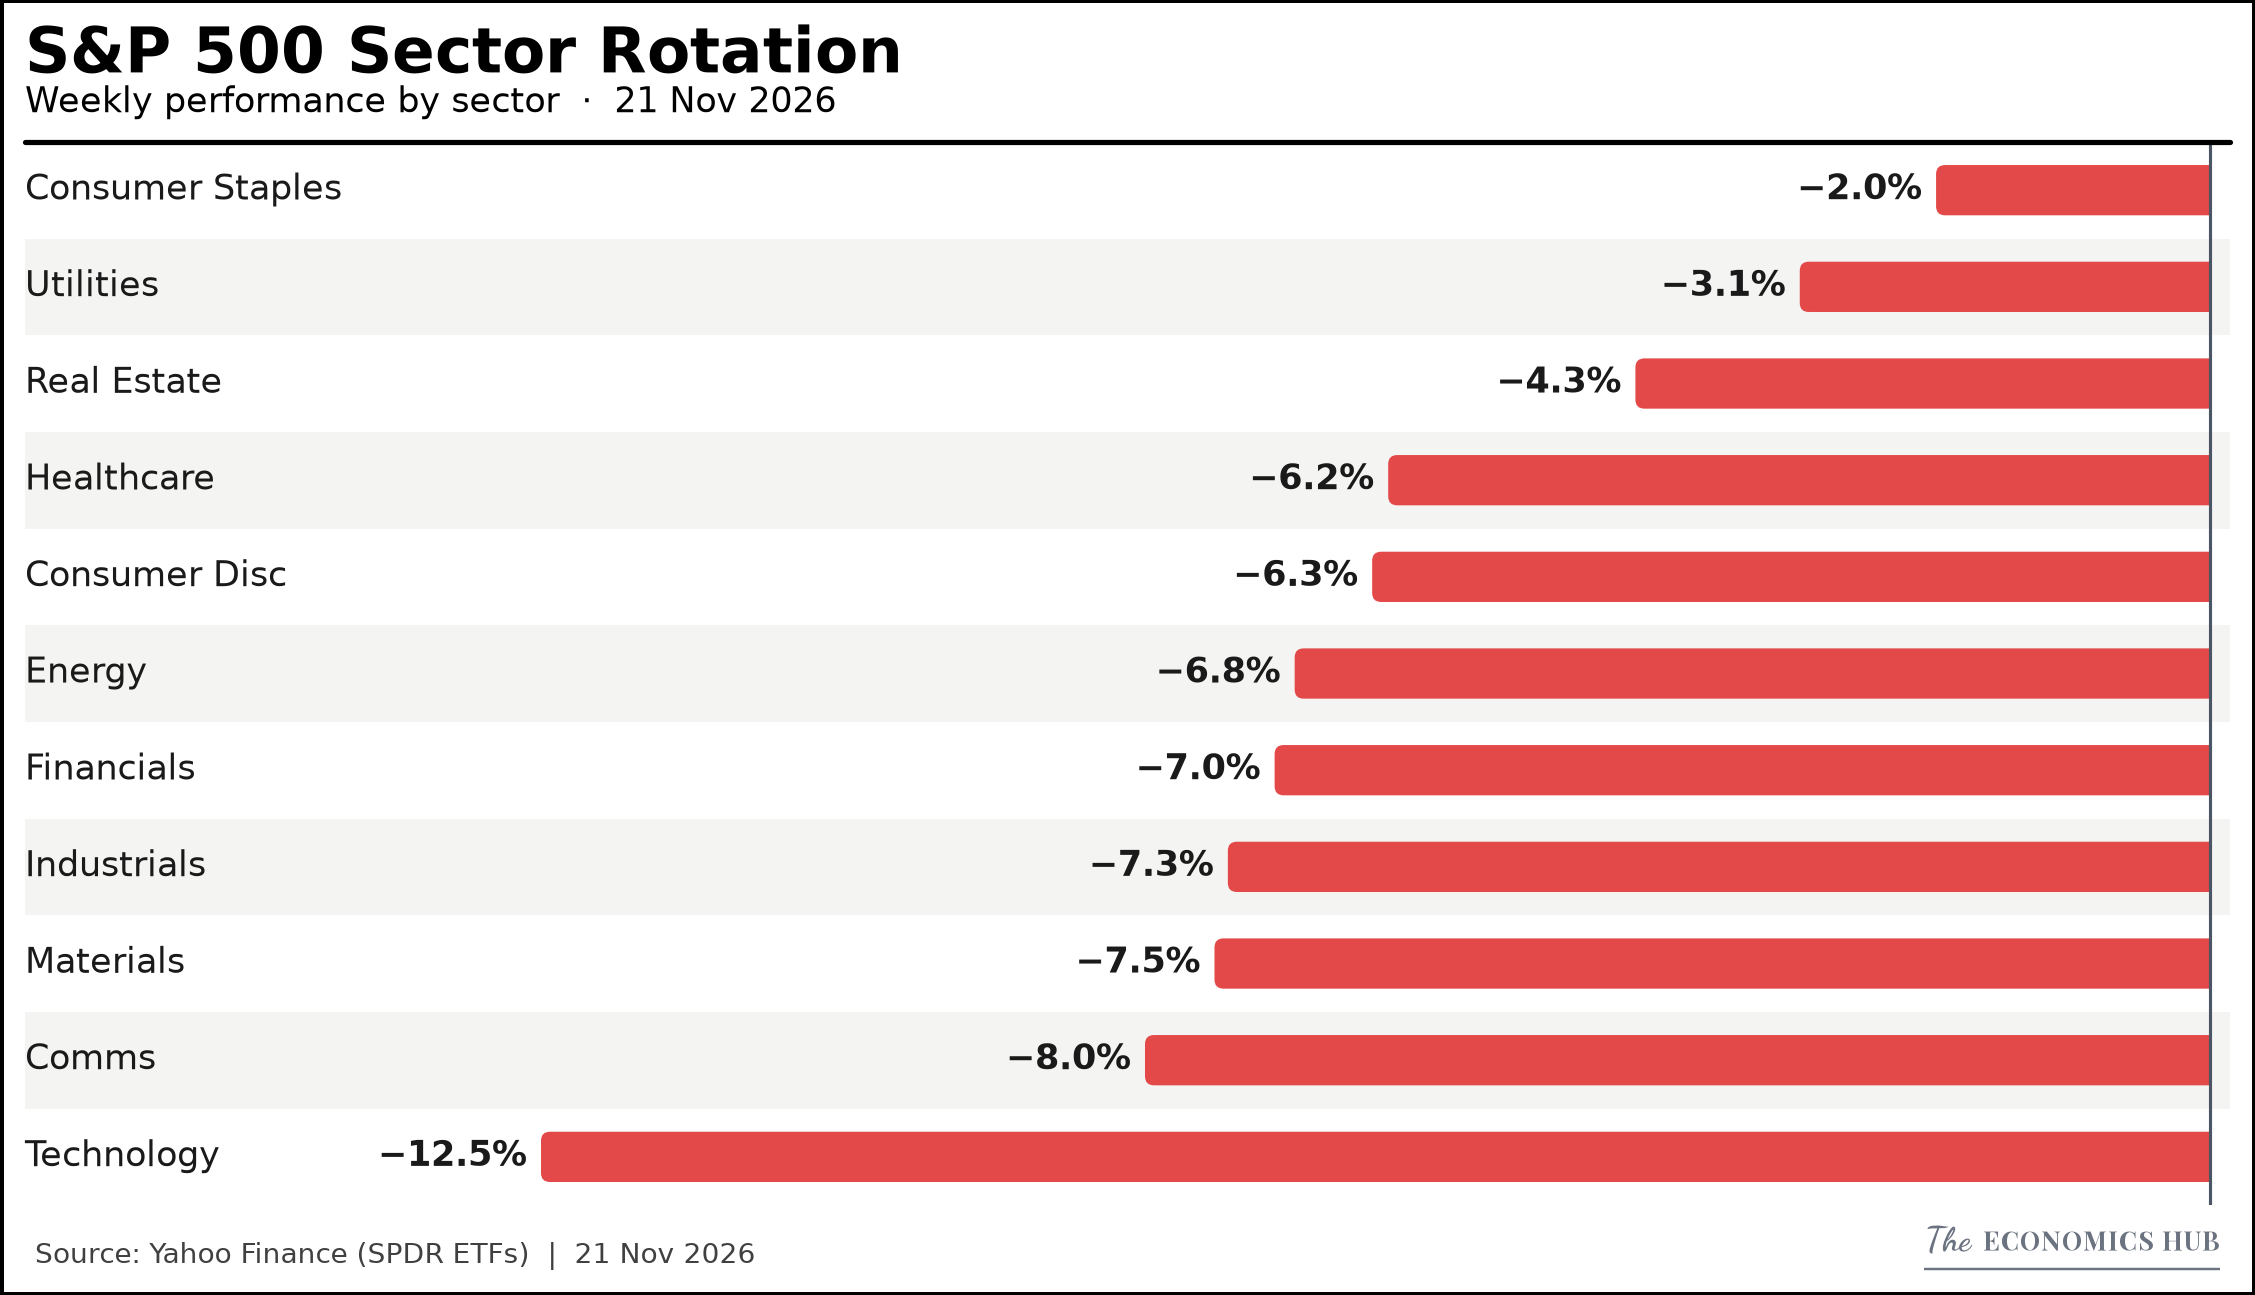 S&P 500 Sector Rotation
Weekly performance by sector · 21 Nov 2026
Consumer Staples −2.0%
Utilities −3.1%
Real Estate −4.3%
Healthcare −6.2%
Consumer Disc −6.3%
Energy −6.8%
Financials −7.0%
Industrials −7.3%
Materials −7.5%
Comms −8.0%
Technology −12.5%
Source: Yahoo Finance (SPDR ETFs) | 21 Nov 2026
The ECONOMICS HUB